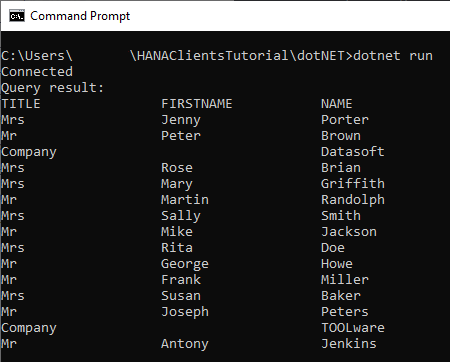 Command Prompt
C:\Users\ \HANAClientsTutorial\dotNET>dotnet run
Connected
Query result:
TITLE FIRSTNAME NAME
Mrs Jenny Porter
Mr Peter Brown
Company Datasoft
Mrs Rose Brian
Mrs Mary Griffith
Mr Martin Randolph
Mrs Sally Smith
Mr Mike Jackson
Mrs Rita Doe
Mr George Howe
Mr Frank Miller
Mrs Susan Baker
Mr Joseph Peters
Company TOOLware
Mr Antony Jenkins